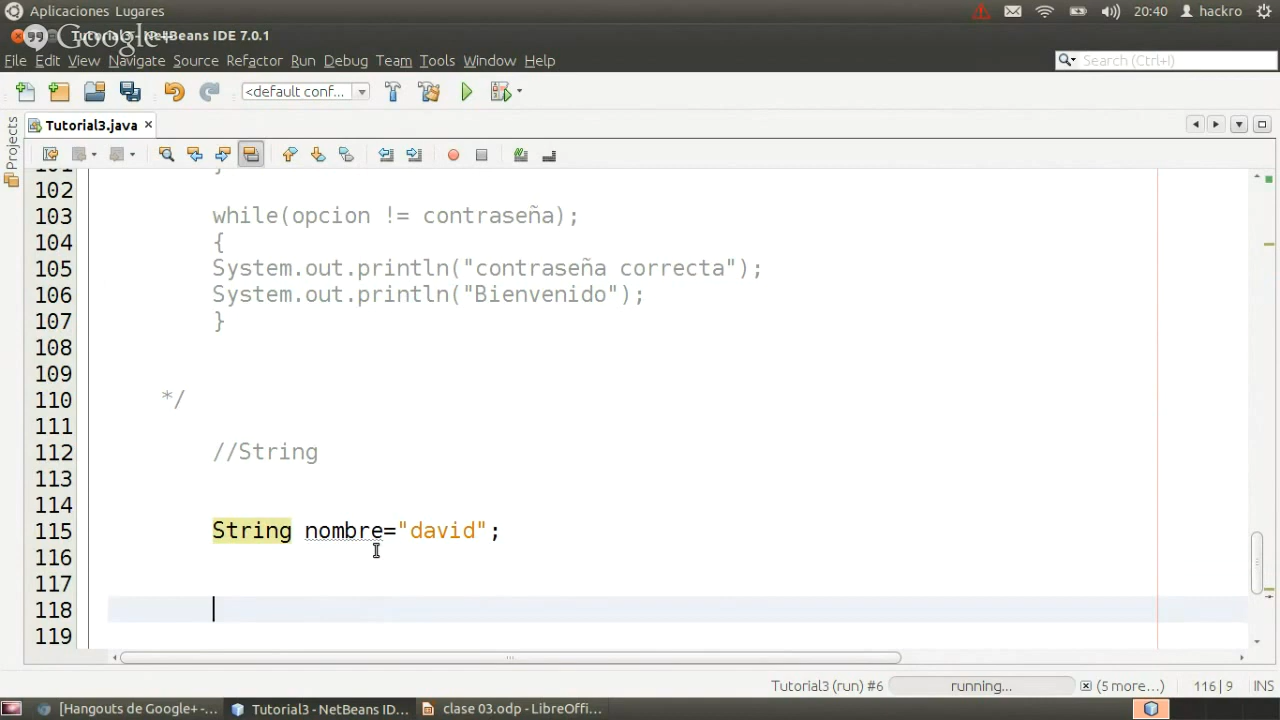 Aplicaciones Lugares
20:40 hackro
Google+
Tutorial3 - NetBeans IDE 7.0.1
File Edit View Navigate Source Refactor Run Debug Team Tools Window Help
Search (Ctrl+I)
<default conf...
Tutorial3.java
Projects
102
103 while(opcion != contraseña);
104 {
105 System.out.println("contraseña correcta");
106 System.out.println("Bienvenido");
107 }
108
109
110 */
111
112 //String
113
114
115 String nombre="david";
116
117
118
119
Tutorial3 (run) #6 running... (5 more...) 116|9 INS
[Hangouts de Google+ -... Tutorial3 - NetBeans ID... clase 03.odp - LibreOffi...